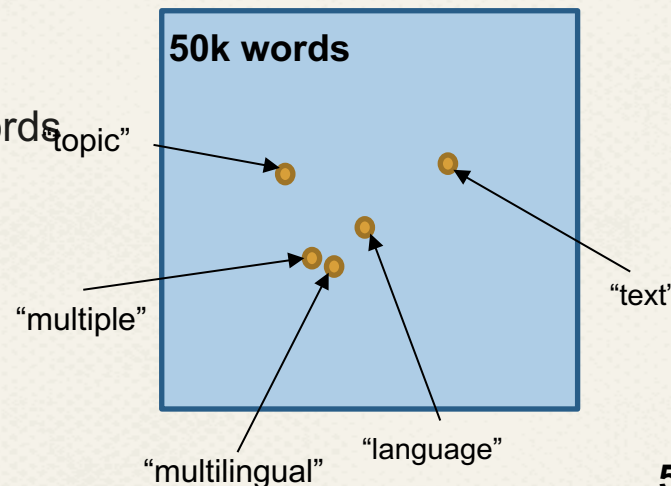 50k words
“topic”
“text”
“multiple”
“language”
“multilingual”